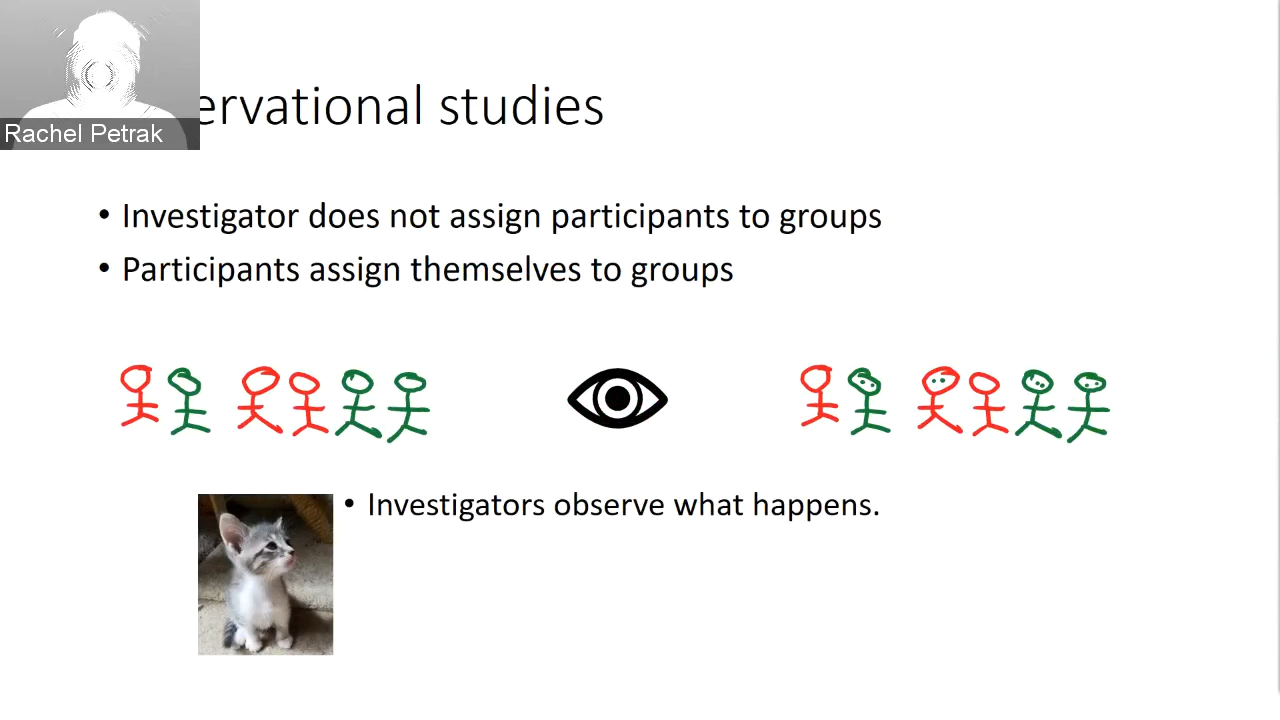 Rachel Petrak
ervational studies
• Investigator does not assign participants to groups
• Participants assign themselves to groups
• Investigators observe what happens.